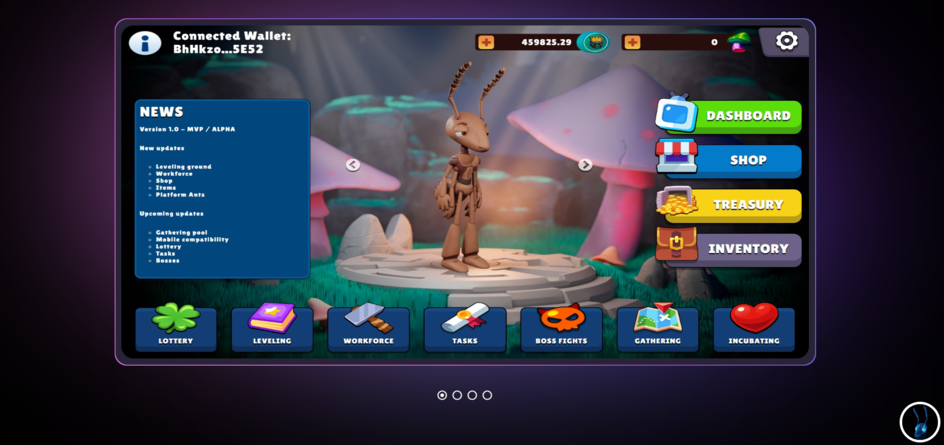 Connected Wallet:
BhHkzo...5E52
459825.29
0
NEWS
Version 1.0 - MVP / ALPHA
New updates
Leveling ground
Workforce
Shop
Items
Platform Ants
Upcoming updates
Gathering pool
Mobile compatibility
Lottery
Tasks
Bosses
DASHBOARD
SHOP
TREASURY
INVENTORY
LOTTERY
LEVELING
WORKFORCE
TASKS
BOSS FIGHTS
GATHERING
INCUBATING